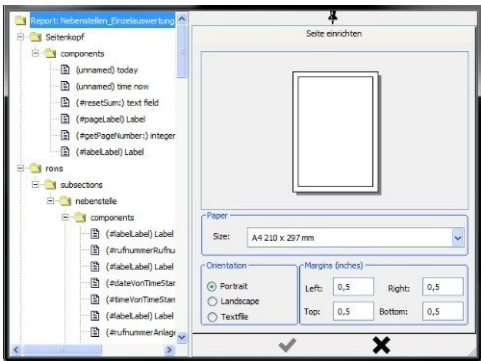 Report: Nebenstellen_Einzelauswertung
Seitenkopf
components
(unnamed) today
(unnamed) time now
(#resetSum:) text field
(#pageLabel) Label
(#getPageNumber:) integer
(#labelLabel) Label
rows
subsections
nebenstelle
components
(#labelLabel) Label
(#rufnummerRufnu
(#labelLabel) Label
(#dateVonTimeStar
(#timeVonTimeStar
(#labelLabel) Label
(#rufnummerAnlage
Seite einrichten
Paper
Size: A4 210 x 297 mm
Orientation
Portrait
Landscape
Textfile
Margins (inches)
Left: 0,5 Right: 0,5
Top: 0,5 Bottom: 0,5